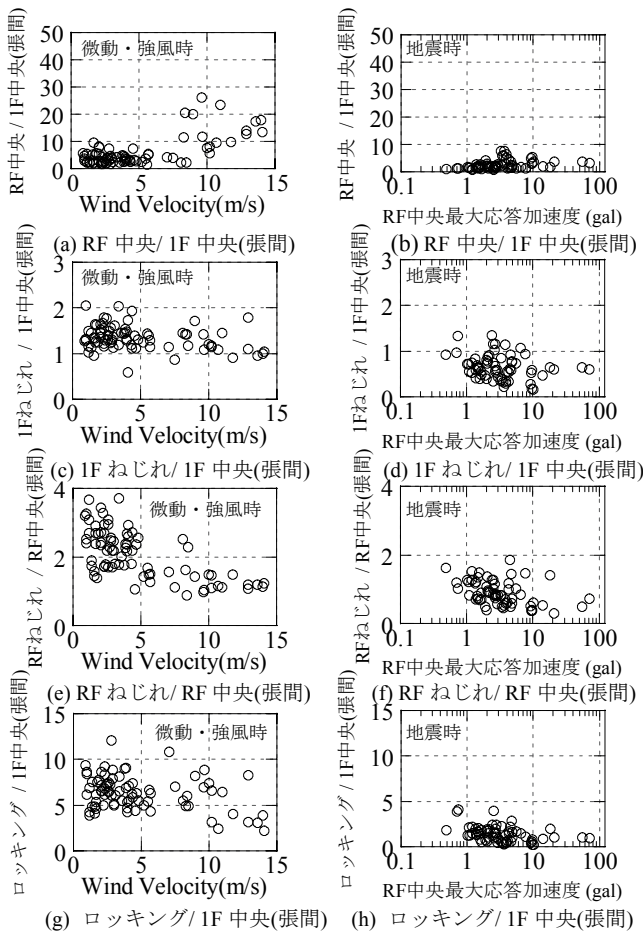 RF中央 / 1F中央(張間)
50
40
30
20
10
0
微動・強風時
0 5 10 15
Wind Velocity(m/s)
(a) RF 中央/ 1F 中央(張間)
RF中央 / 1F中央(張間)
50
40
30
20
10
0
地震時
0.1 1 10 100
RF中央最大応答加速度 (gal)
(b) RF 中央/ 1F 中央(張間)
1Fねじれ / 1F中央(張間)
3
2
1
0
微動・強風時
0 5 10 15
Wind Velocity(m/s)
(c) 1F ねじれ/ 1F 中央(張間)
1Fねじれ / 1F中央(張間)
3
2
1
0
地震時
0.1 1 10 100
RF中央最大応答加速度 (gal)
(d) 1F ねじれ/ 1F 中央(張間)
RFねじれ / RF中央(張間)
4
2
0
微動・強風時
0 5 10 15
Wind Velocity(m/s)
(e) RF ねじれ/ RF 中央(張間)
RFねじれ / RF中央(張間)
4
2
0
地震時
0.1 1 10 100
RF中央最大応答加速度 (gal)
(f) RF ねじれ/ RF 中央(張間)
ロッキング / 1F中央(張間)
15
10
5
0
微動・強風時
0 5 10 15
Wind Velocity(m/s)
(g) ロッキング/ 1F 中央(張間)
ロッキング / 1F中央(張間)
15
10
5
0
地震時
0.1 1 10 100
RF中央最大応答加速度 (gal)
(h) ロッキング/ 1F 中央(張間)